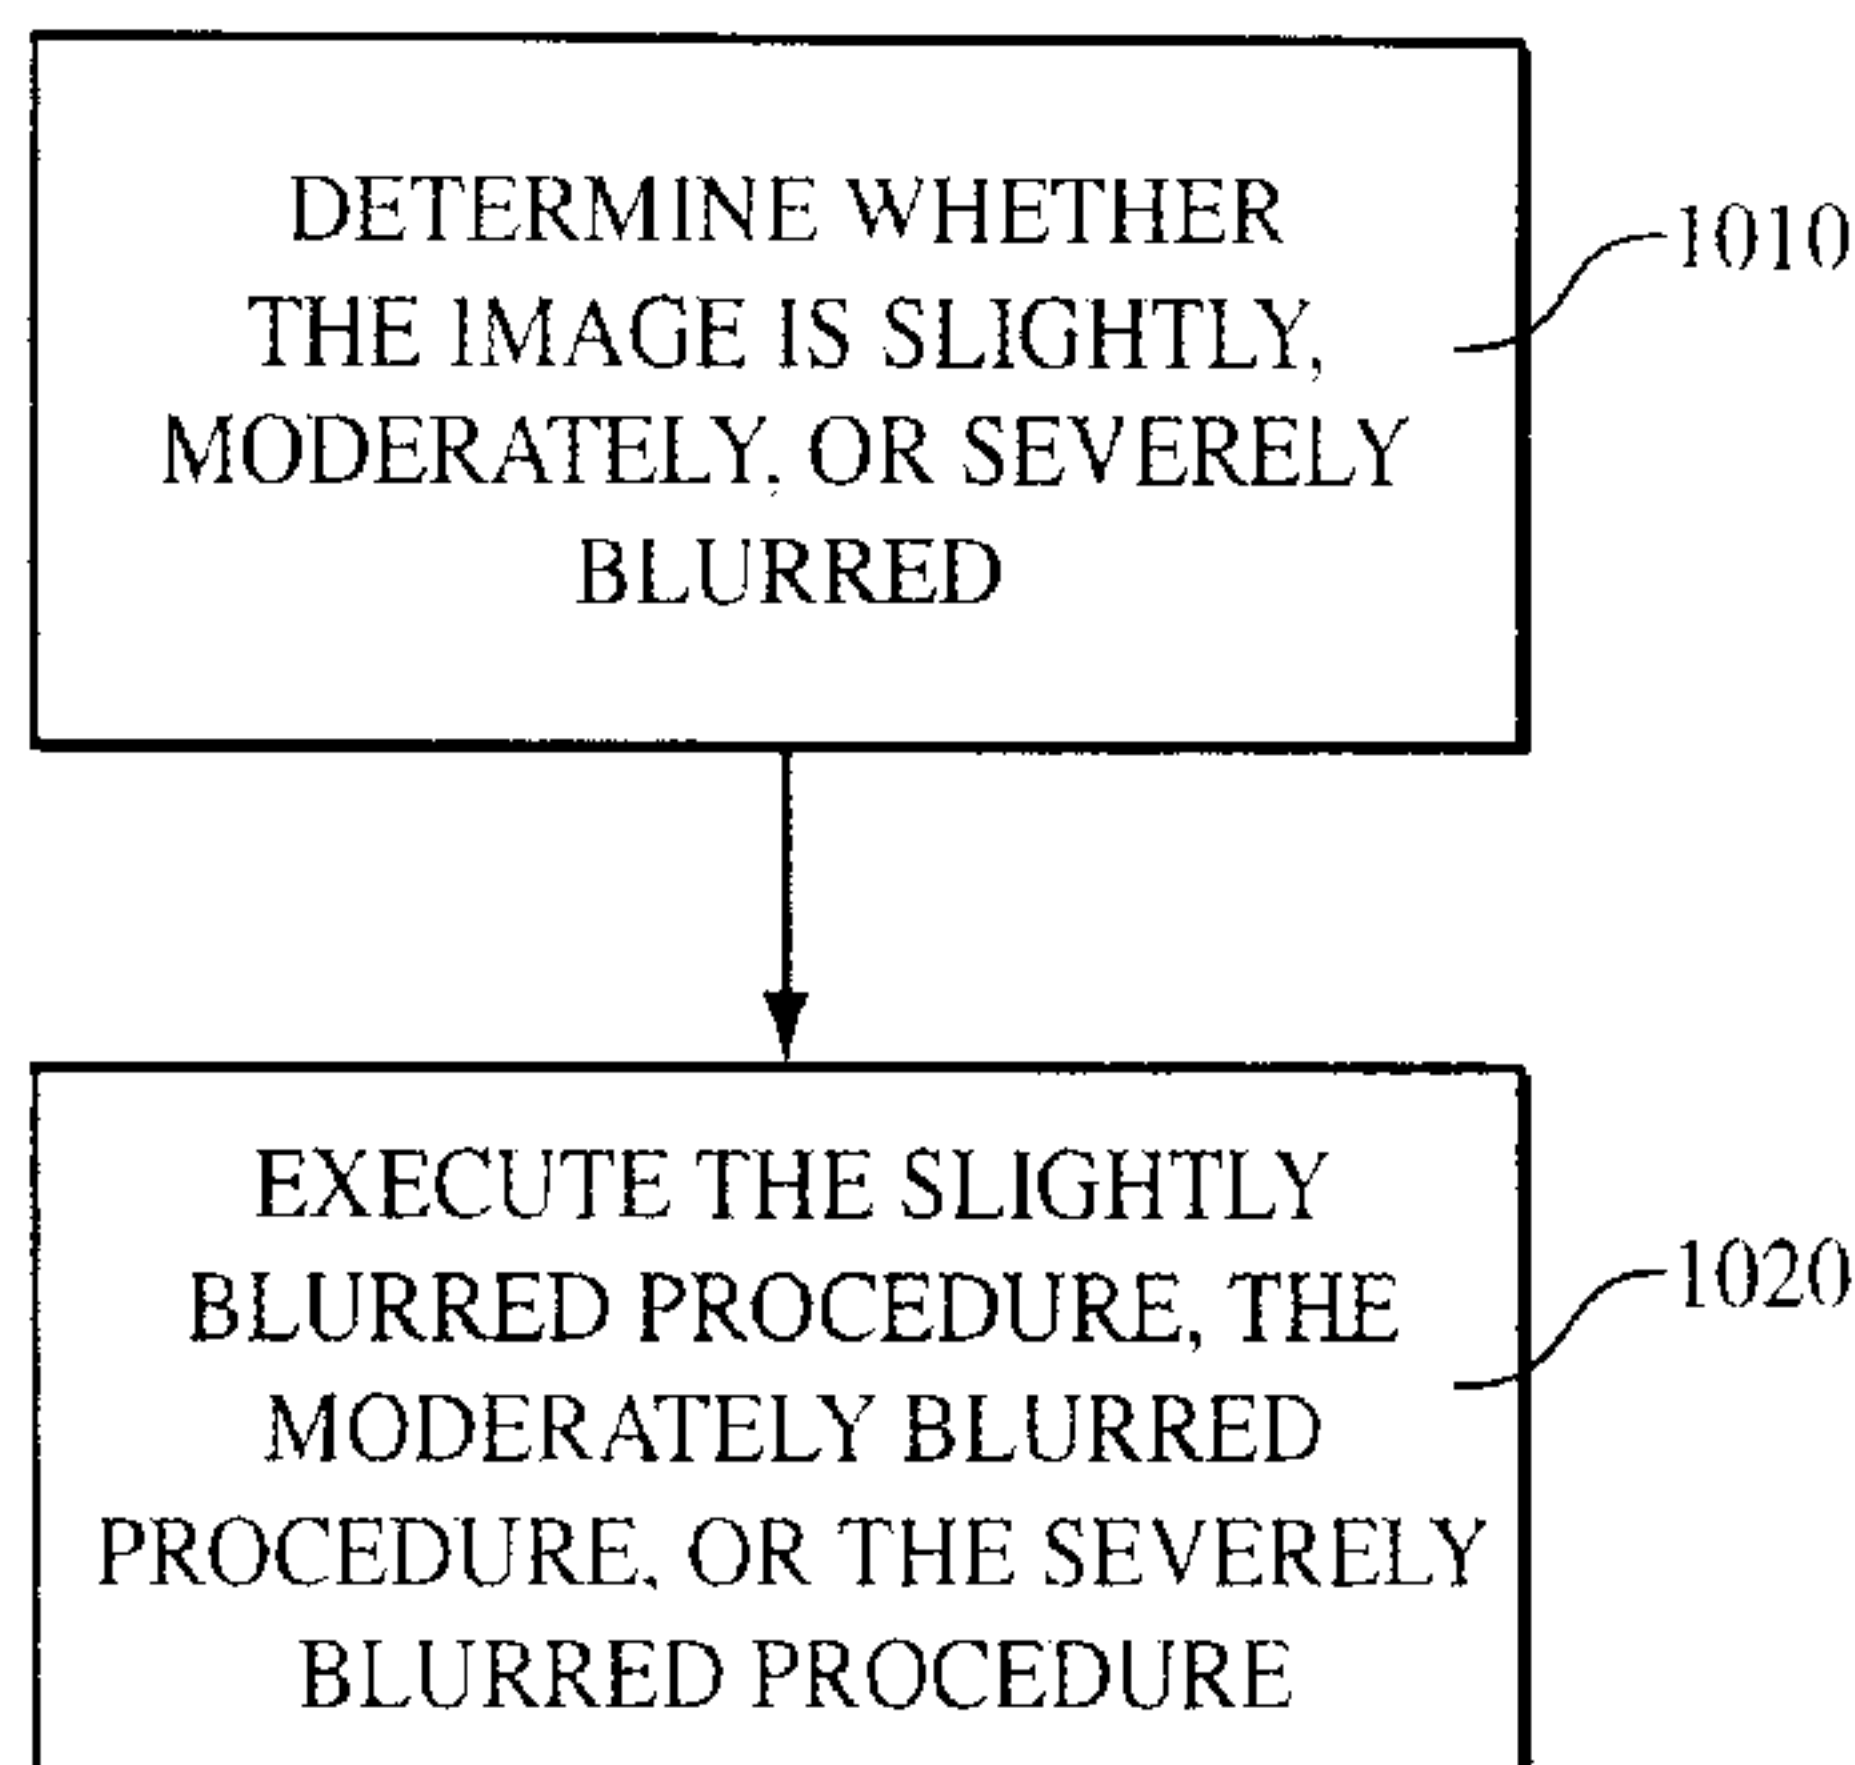 DETERMINE WHETHER
THE IMAGE IS SLIGHTLY,
MODERATELY, OR SEVERELY
BLURRED
1010
EXECUTE THE SLIGHTLY
BLURRED PROCEDURE, THE
MODERATELY BLURRED
PROCEDURE, OR THE SEVERELY
BLURRED PROCEDURE
1020